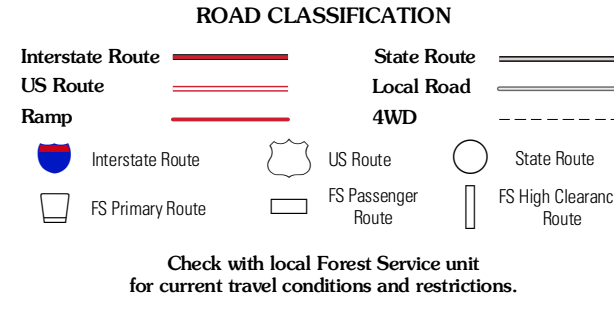 ROAD CLASSIFICATION
Interstate Route State Route
US Route Local Road
Ramp 4WD
Interstate Route US Route State Route
FS Primary Route
FS Passenger
Route
FS High Clearanc
Route
Check with local Forest Service unit
for current travel conditions and restrictions.